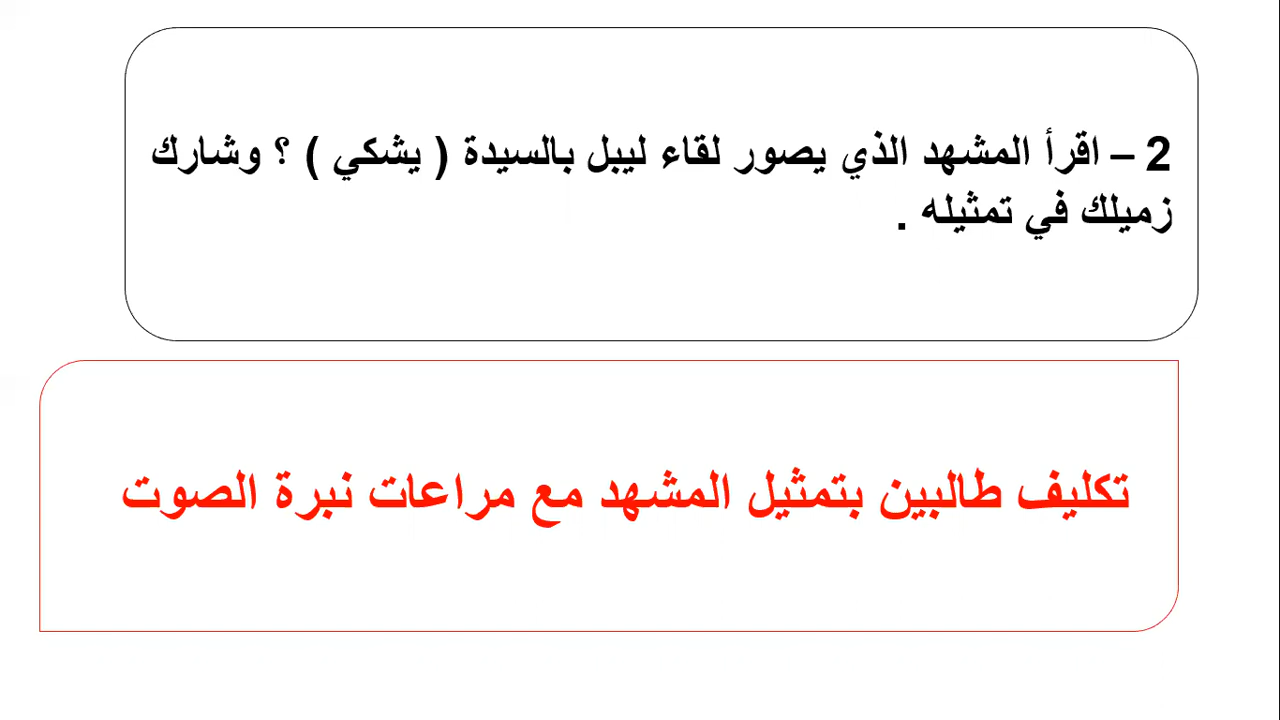 2 – اقرأ المشهد الذي يصور لقاء ليبل بالسيدة ( يشكي ) ؟ وشارك
زميلك في تمثيله .
تكليف طالبين بتمثيل المشهد مع مراعات نبرة الصوت